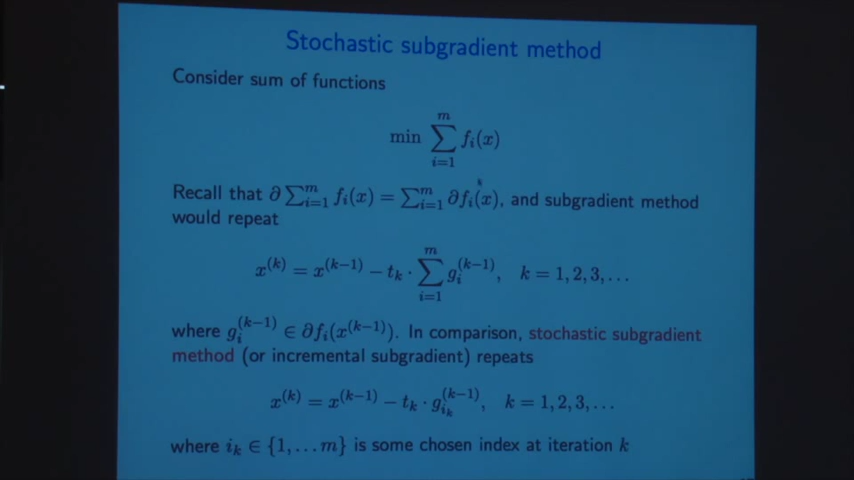 Stochastic subgradient method
Consider sum of functions
min ∑_{i=1}^{m} f_i(x)
Recall that ∂ ∑_{i=1}^{m} f_i(x) = ∑_{i=1}^{m} ∂f_i(x), and subgradient method
would repeat
x^{(k)} = x^{(k−1)} − t_k · ∑_{i=1}^{m} g_i^{(k−1)}, k = 1, 2, 3, . . .
where g_i^{(k−1)} ∈ ∂f_i(x^{(k−1)}). In comparison, stochastic subgradient
method (or incremental subgradient) repeats
x^{(k)} = x^{(k−1)} − t_k · g_{i_k}^{(k−1)}, k = 1, 2, 3, . . .
where i_k ∈ {1, . . . m} is some chosen index at iteration k